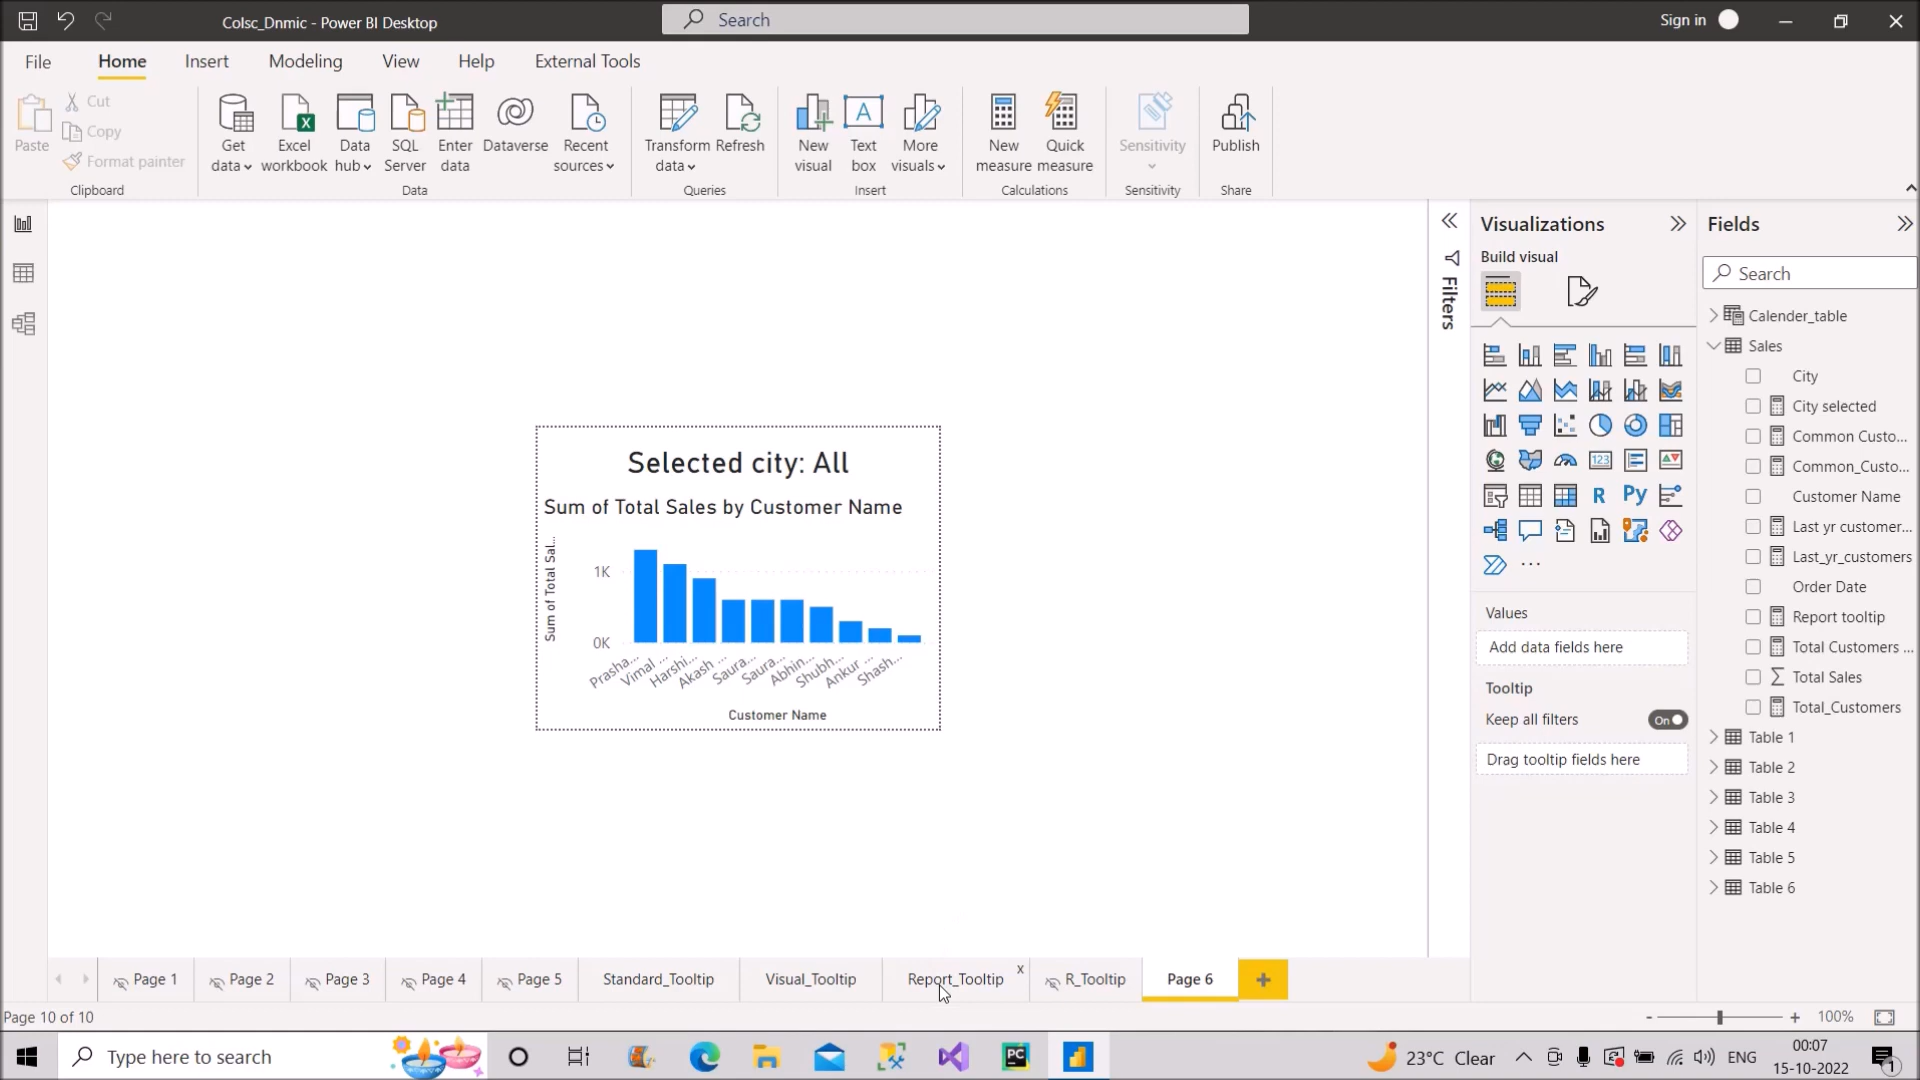 Colsc_Dnmic - Power BI Desktop
Search
Sign in
File
Home
Insert
Modeling
View
Help
External Tools
Paste
Cut
Copy
Format painter
Clipboard
Get data
Excel workbook
Data hub
SQL Server
Enter data
Dataverse
Recent sources
Data
Transform data
Refresh
Queries
New visual
Text box
More visuals
Insert
New measure
Quick measure
Calculations
Sensitivity
Sensitivity
Publish
Share
Selected city: All
Sum of Total Sales by Customer Name
Sum of Total Sal...
1K
0K
Prasha...
Vimal ...
Harshi...
Akash ...
Saura...
Saura...
Abhin...
Shubh...
Ankur ...
Shash...
Customer Name
Filters
Visualizations
Build visual
123
R
Py
Values
Add data fields here
Tooltip
Keep all filters
On
Drag tooltip fields here
Fields
Search
Calender_table
Sales
City
City selected
Common Custo...
Common_Custo...
Customer Name
Last yr customer...
Last_yr_customers
Order Date
Report tooltip
Total Customers ...
Total Sales
Total_Customers
Table 1
Table 2
Table 3
Table 4
Table 5
Table 6
Page 1
Page 2
Page 3
Page 4
Page 5
Standard_Tooltip
Visual_Tooltip
Report_Tooltip
x
R_Tooltip
Page 6
+
Page 10 of 10
- + 100%
Type here to search
PC
23°C Clear
ENG
00:07
15-10-2022
1